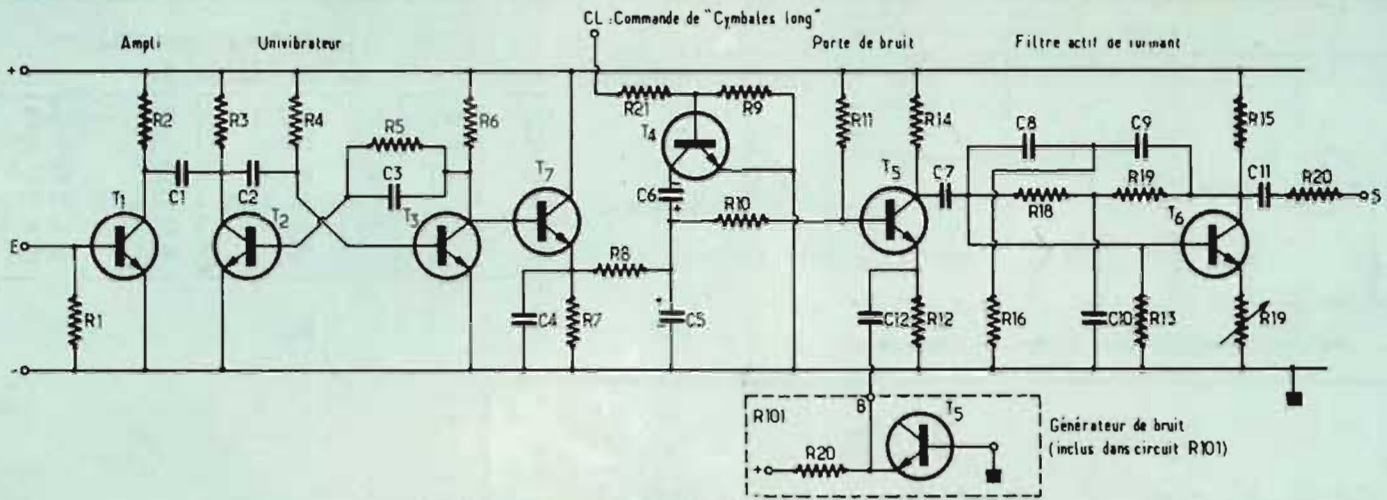 CL :Commande de "Cymbales long"
Ampli
Univibrateur
Porte de bruit
Filtre actif de
+
R2
R3
R4
R5
R6
R21
R9
R11
R14
R15
C1
C2
C3
C6
C7
C8
C9
C11
T1
T2
T3
T7
T4
T5
T6
R10
R18
R19
R20
S
E
R8
R1
C4
R7
C5
C12
R12
R16
C10
R13
R19
-
R101
B
T5
R20
+
Générateur de bruit
(inclus dans circuit R101)